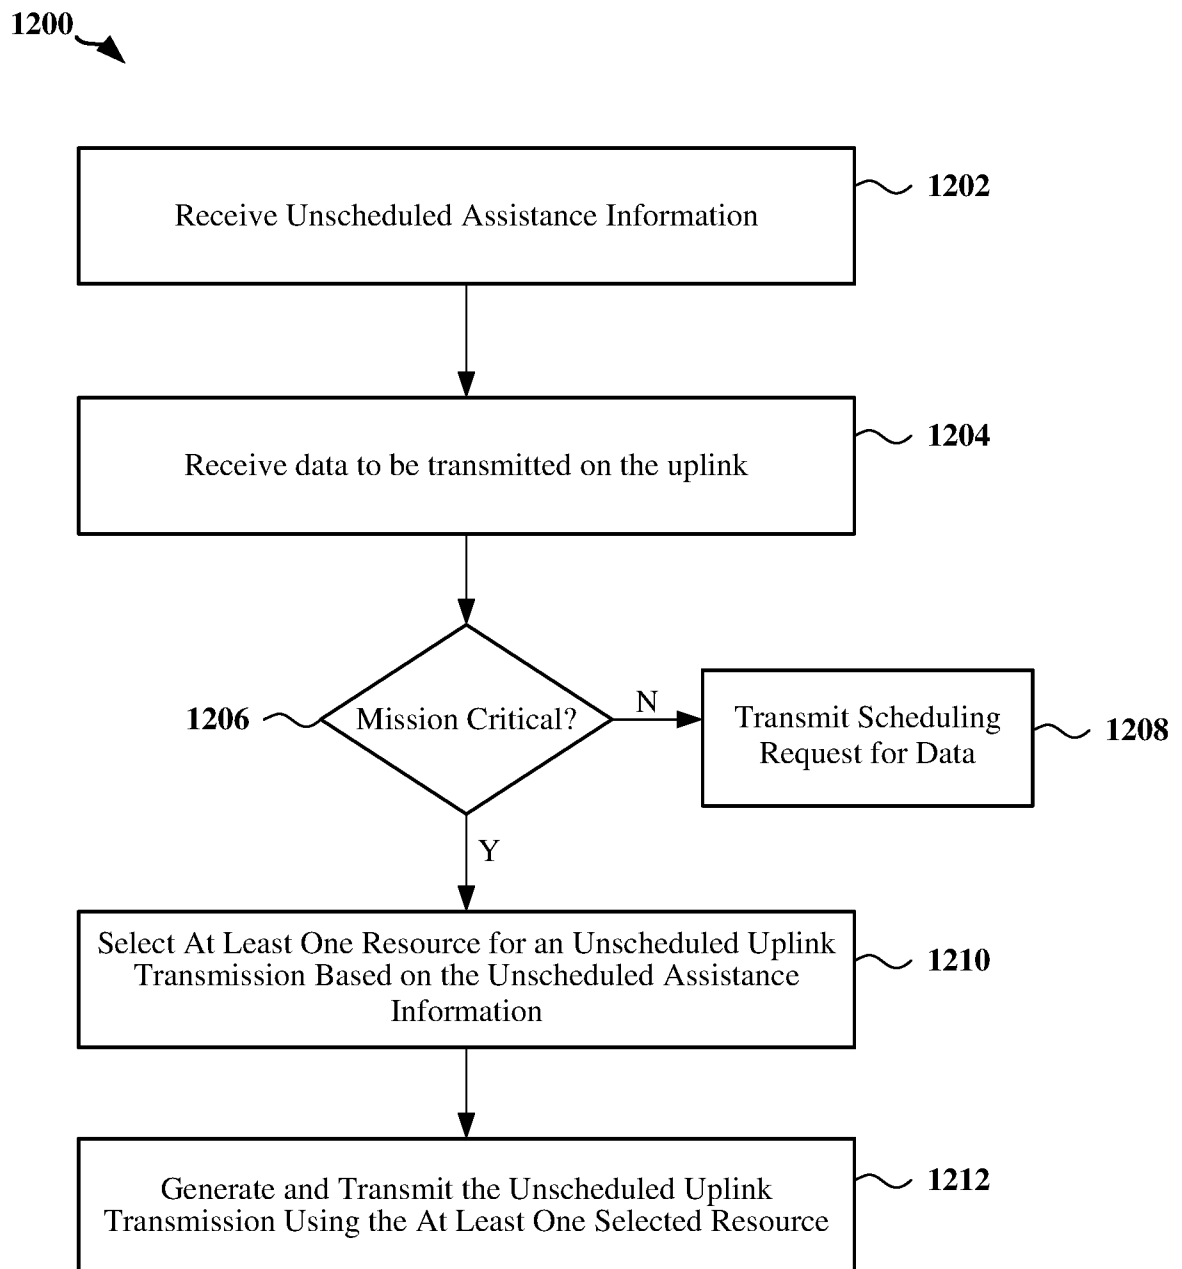 1200
Receive Unscheduled Assistance Information
1202
Receive data to be transmitted on the uplink
1204
1206
Mission Critical?
N
Transmit Scheduling
Request for Data
1208
Y
Select At Least One Resource for an Unscheduled Uplink
Transmission Based on the Unscheduled Assistance
Information
1210
Generate and Transmit the Unscheduled Uplink
Transmission Using the At Least One Selected Resource
1212